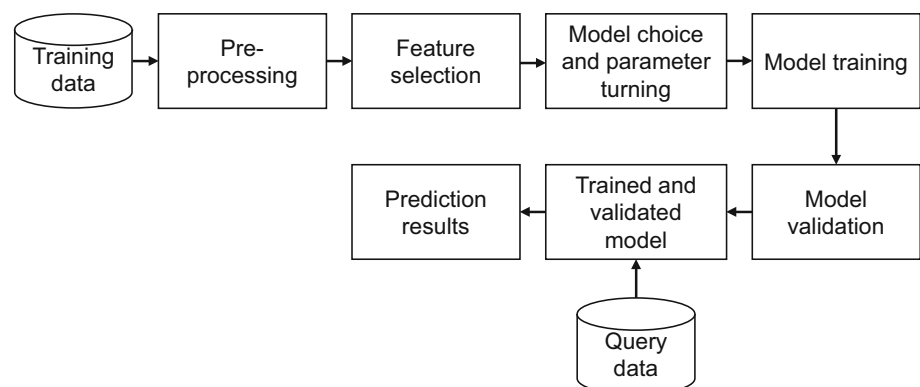 Training
data
Pre-
processing
Feature
selection
Model choice
and parameter
turning
Model training
Prediction
results
Trained and
validated
model
Model
validation
Query
data